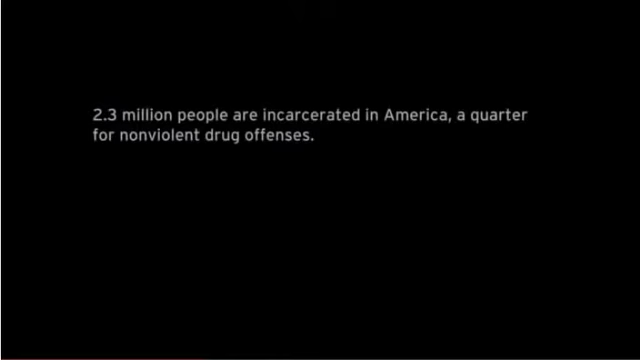 2.3 million people are incarcerated in America, a quarter
for nonviolent drug offenses.